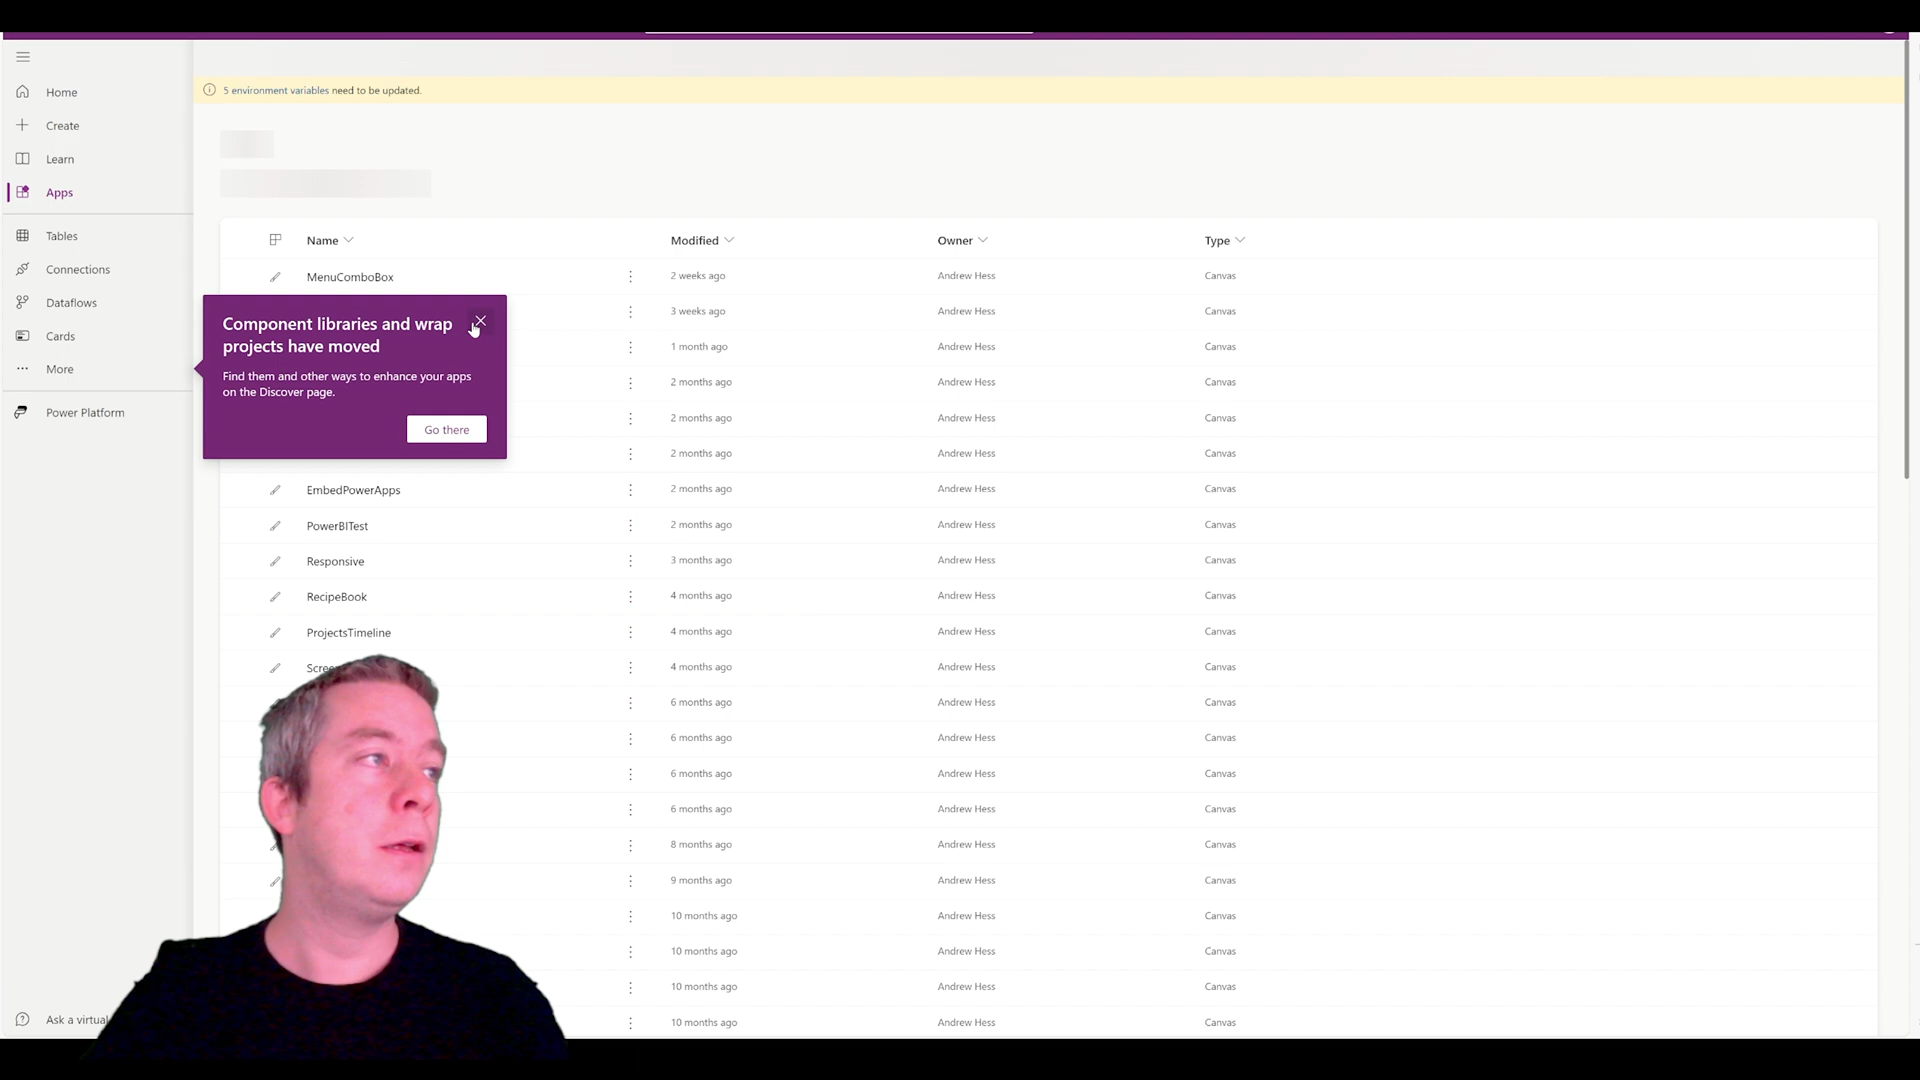 5 environment variables need to be updated.
Home
Create
Learn
Apps
Tables
Connections
Dataflows
Cards
More
Power Platform
Ask a virtual
Component libraries and wrap
projects have moved
Find them and other ways to enhance your apps
on the Discover page.
Go there
Name Modified Owner Type
MenuComboBox 2 weeks ago Andrew Hess Canvas
3 weeks ago Andrew Hess Canvas
1 month ago Andrew Hess Canvas
2 months ago Andrew Hess Canvas
2 months ago Andrew Hess Canvas
2 months ago Andrew Hess Canvas
EmbedPowerApps 2 months ago Andrew Hess Canvas
PowerBITest 2 months ago Andrew Hess Canvas
Responsive 3 months ago Andrew Hess Canvas
RecipeBook 4 months ago Andrew Hess Canvas
ProjectsTimeline 4 months ago Andrew Hess Canvas
4 months ago Andrew Hess Canvas
6 months ago Andrew Hess Canvas
6 months ago Andrew Hess Canvas
6 months ago Andrew Hess Canvas
6 months ago Andrew Hess Canvas
8 months ago Andrew Hess Canvas
9 months ago Andrew Hess Canvas
10 months ago Andrew Hess Canvas
10 months ago Andrew Hess Canvas
10 months ago Andrew Hess Canvas
10 months ago Andrew Hess Canvas